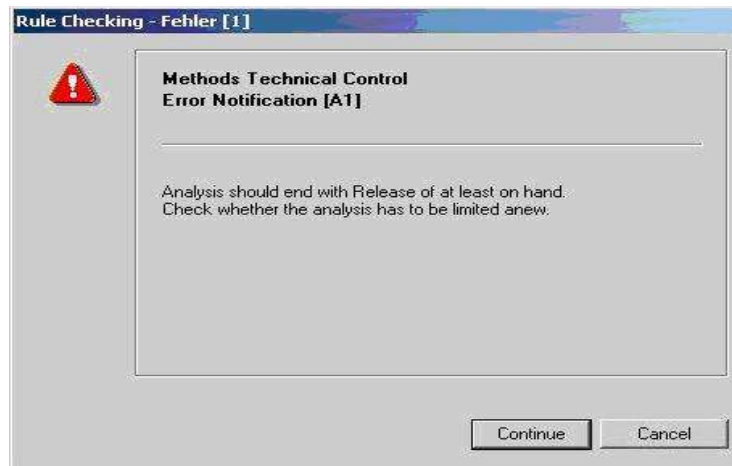 Rule Checking - Fehler [1]
Methods Technical Control
Error Notification [A1]
Analysis should end with Release of at least on hand.
Check whether the analysis has to be limited anew.
Continue
Cancel